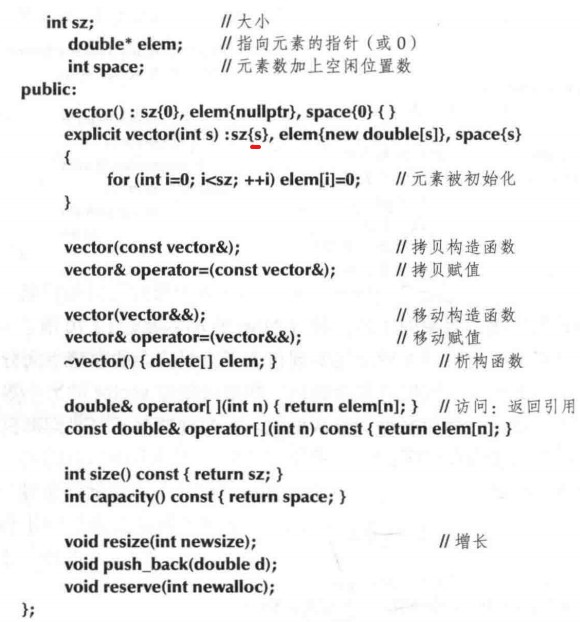 int sz; // 大小
double* elem; // 指向元素的指针（或 0）
int space; // 元素数加上空闲位置数
public:
vector() : sz{0}, elem{nullptr}, space{0} { }
explicit vector(int s) :sz{s}, elem{new double[s]}, space{s}
{
for (int i=0; i<sz; ++i) elem[i]=0; // 元素被初始化
}
vector(const vector&); // 拷贝构造函数
vector& operator=(const vector&); // 拷贝赋值
vector(vector&&); // 移动构造函数
vector& operator=(vector&&); // 移动赋值
~vector() { delete[] elem; } // 析构函数
double& operator[ ](int n) { return elem[n]; } // 访问：返回引用
const double& operator[](int n) const { return elem[n]; }
int size() const { return sz; }
int capacity() const { return space; }
void resize(int newsize); // 增长
void push_back(double d);
void reserve(int newalloc);
};